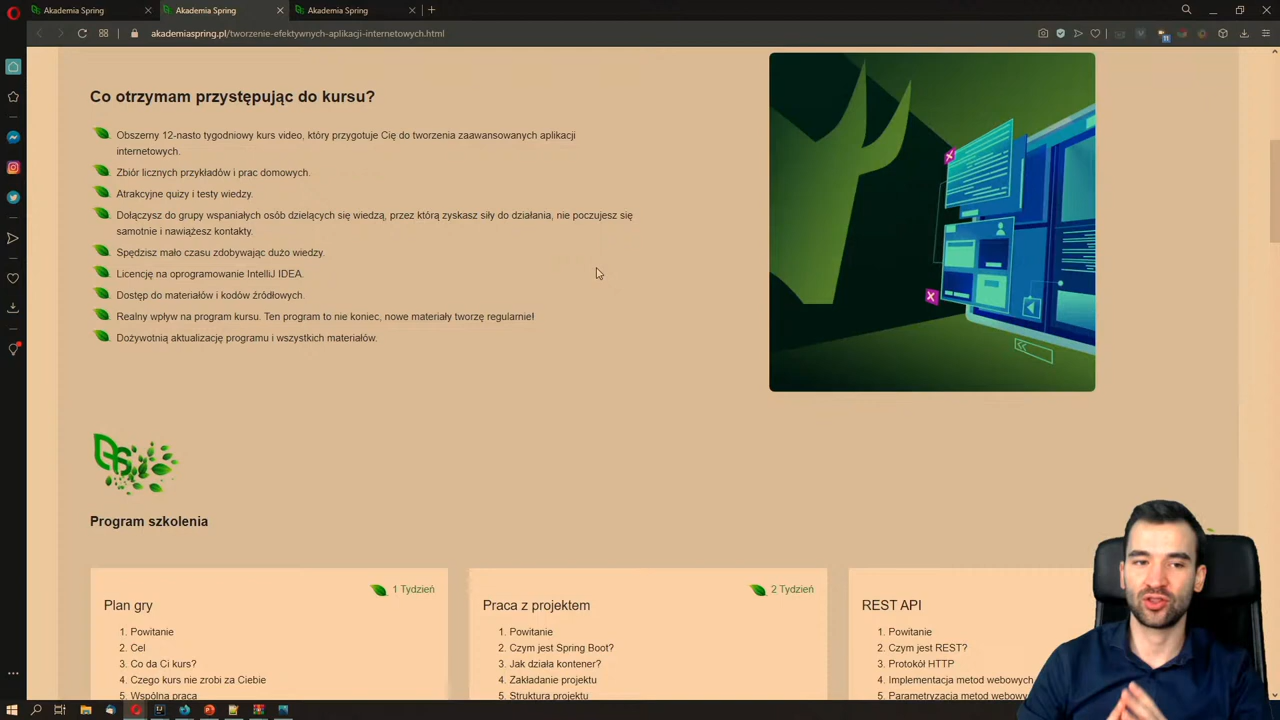 Akademia Spring
Akademia Spring
Akademia Spring
akademiaspring.pl/tworzenie-efektywnych-aplikacji-internetowych.html
11
Co otrzymam przystępując do kursu?
Obszerny 12-nasto tygodniowy kurs video, który przygotuje Cię do tworzenia zaawansowanych aplikacji
internetowych.
Zbiór licznych przykładów i prac domowych.
Atrakcyjne quizy i testy wiedzy.
Dołączysz do grupy wspaniałych osób dzielących się wiedzą, przez którą zyskasz siły do działania, nie poczujesz się
samotnie i nawiążesz kontakty.
Spędzisz mało czasu zdobywając dużo wiedzy.
Licencję na oprogramowanie IntelliJ IDEA.
Dostęp do materiałów i kodów źródłowych.
Realny wpływ na program kursu. Ten program to nie koniec, nowe materiały tworzę regularnie!
Dożywotnią aktualizację programu i wszystkich materiałów.
Program szkolenia
1 Tydzień
Plan gry
1. Powitanie
2. Cel
3. Co da Ci kurs?
4. Czego kurs nie zrobi za Ciebie
5. Wspólna praca
2 Tydzień
Praca z projektem
1. Powitanie
2. Czym jest Spring Boot?
3. Jak działa kontener?
4. Zakładanie projektu
5. Struktura projektu
REST API
1. Powitanie
2. Czym jest REST?
3. Protokół HTTP
4. Implementacja metod webowych
5. Parametryzacja metod webowych